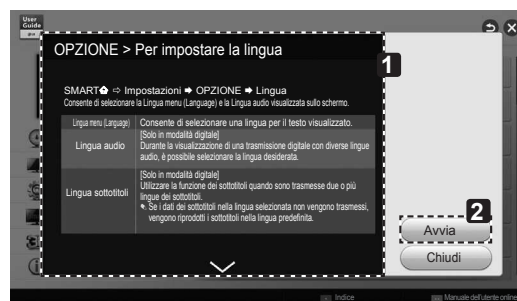 User
Guide
OPZIONE > Per impostare la lingua
1
SMART ⇨ Impostazioni ➡ OPZIONE ➡ Lingua
Consente di selezionare la Lingua menu (Language) e la Lingua audio visualizzata sullo schermo.
Lingua menu (Language) Consente di selezionare una lingua per il testo visualizzato.
Lingua audio
[Solo in modalità digitale]
Durante la visualizzazione di una trasmissione digitale con diverse lingue
audio, è possibile selezionare la lingua desiderata.
Lingua sottotitoli
[Solo in modalità digitale]
Utilizzare la funzione dei sottotitoli quando sono trasmesse due o più
lingue dei sottotitoli.
Se i dati dei sottotitoli nella lingua selezionata non vengono trasmessi,
vengono riprodotti i sottotitoli nella lingua predefinita.
2
Avvia
Chiudi
Indice
Manuale dell'utente online